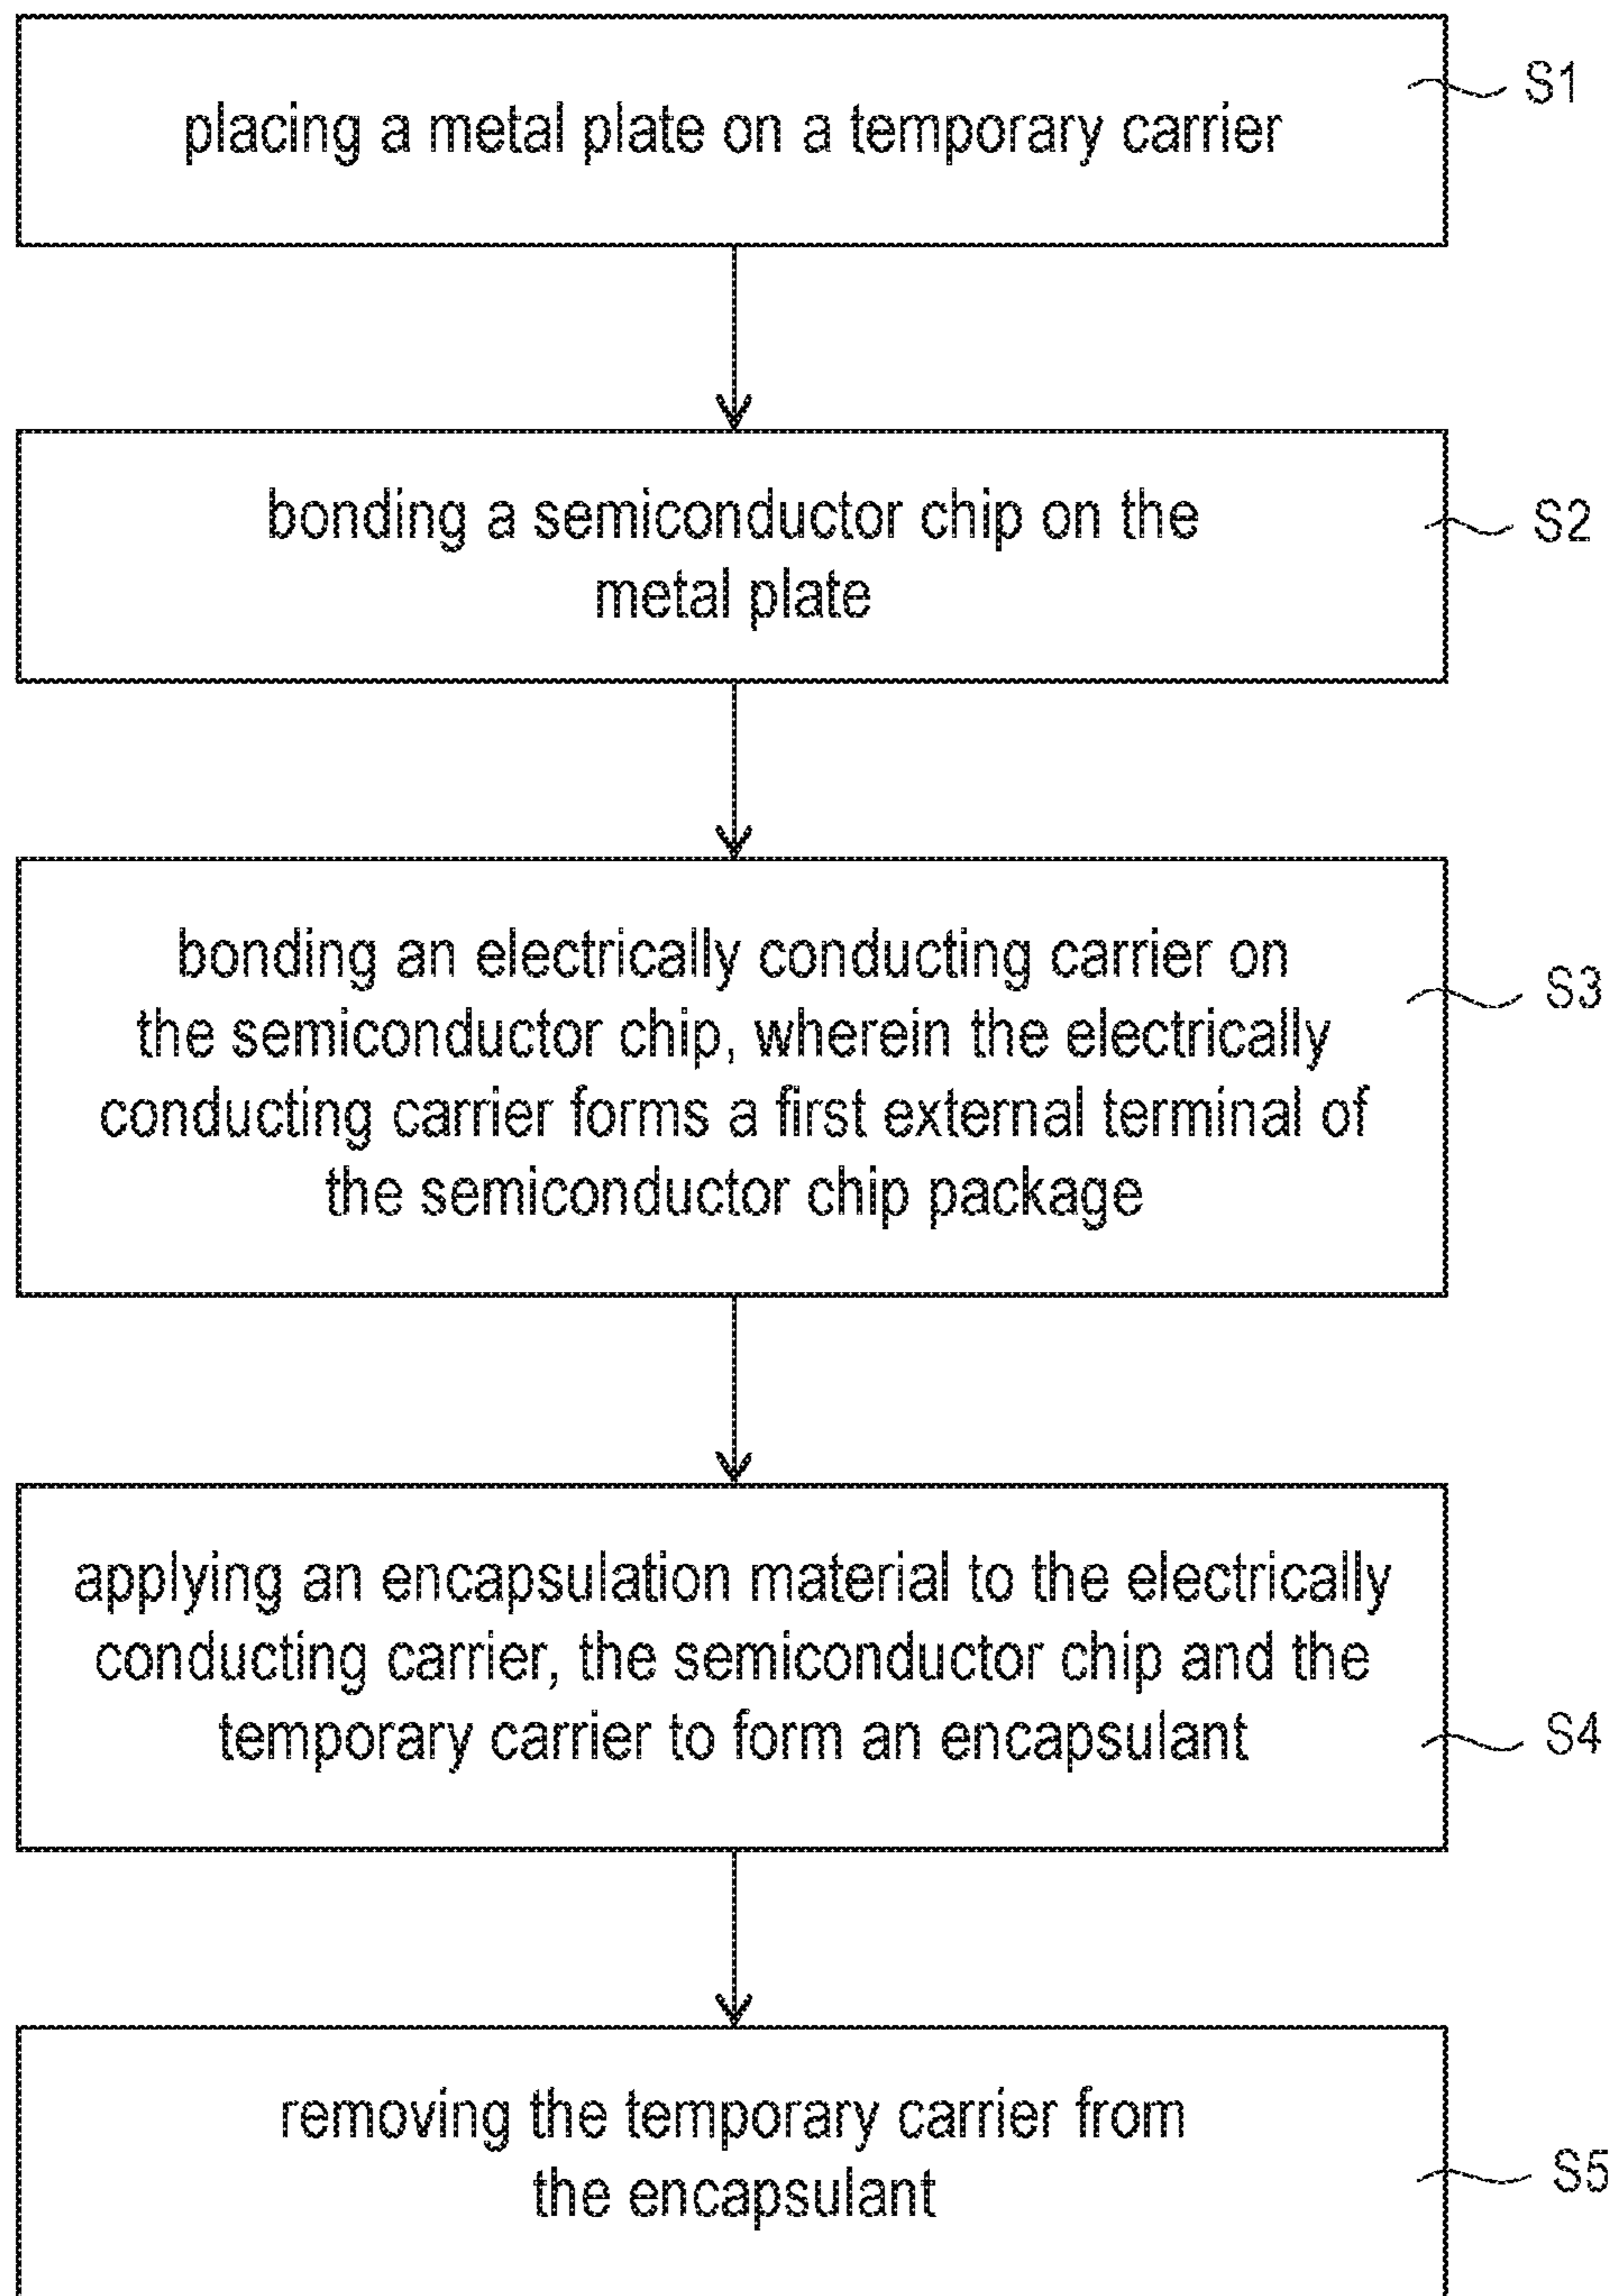 placing a metal plate on a temporary carrier
S1
bonding a semiconductor chip on the
metal plate
S2
bonding an electrically conducting carrier on
the semiconductor chip, wherein the electrically
conducting carrier forms a first external terminal of
the semiconductor chip package
S3
applying an encapsulation material to the electrically
conducting carrier, the semiconductor chip and the
temporary carrier to form an encapsulant
S4
removing the temporary carrier from
the encapsulant
S5